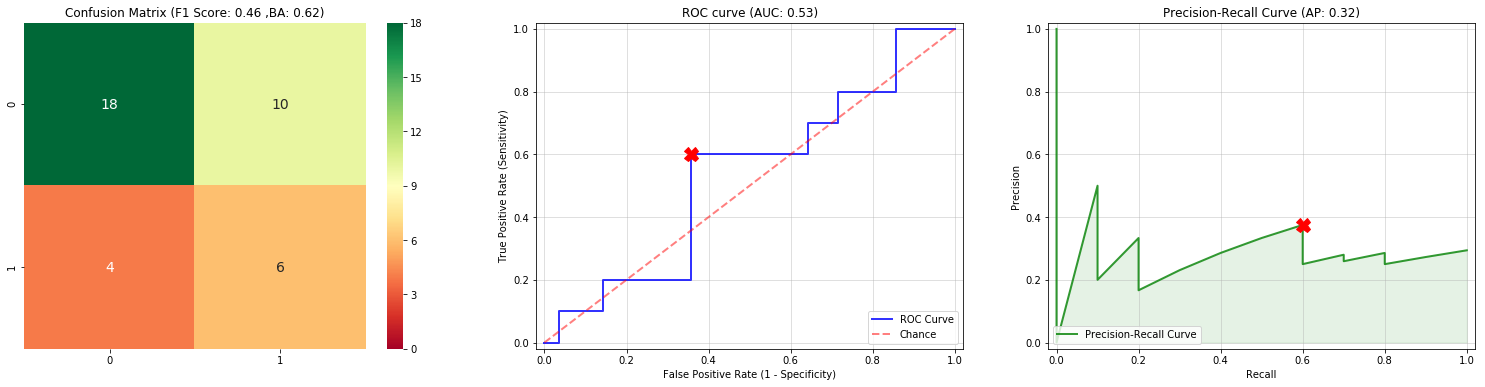 Confusion Matrix (F1 Score: 0.46 ,BA: 0.62)
0
1
18
10
4
6
0
1
18
15
12
9
6
3
0
ROC curve (AUC: 0.53)
True Positive Rate (Sensitivity)
1.0
0.8
0.6
0.4
0.2
0.0
ROC Curve
Chance
0.0 0.2 0.4 0.6 0.8 1.0
False Positive Rate (1 - Specificity)
Precision-Recall Curve (AP: 0.32)
Precision
1.0
0.8
0.6
0.4
0.2
0.0
Precision-Recall Curve
0.0 0.2 0.4 0.6 0.8 1.0
Recall